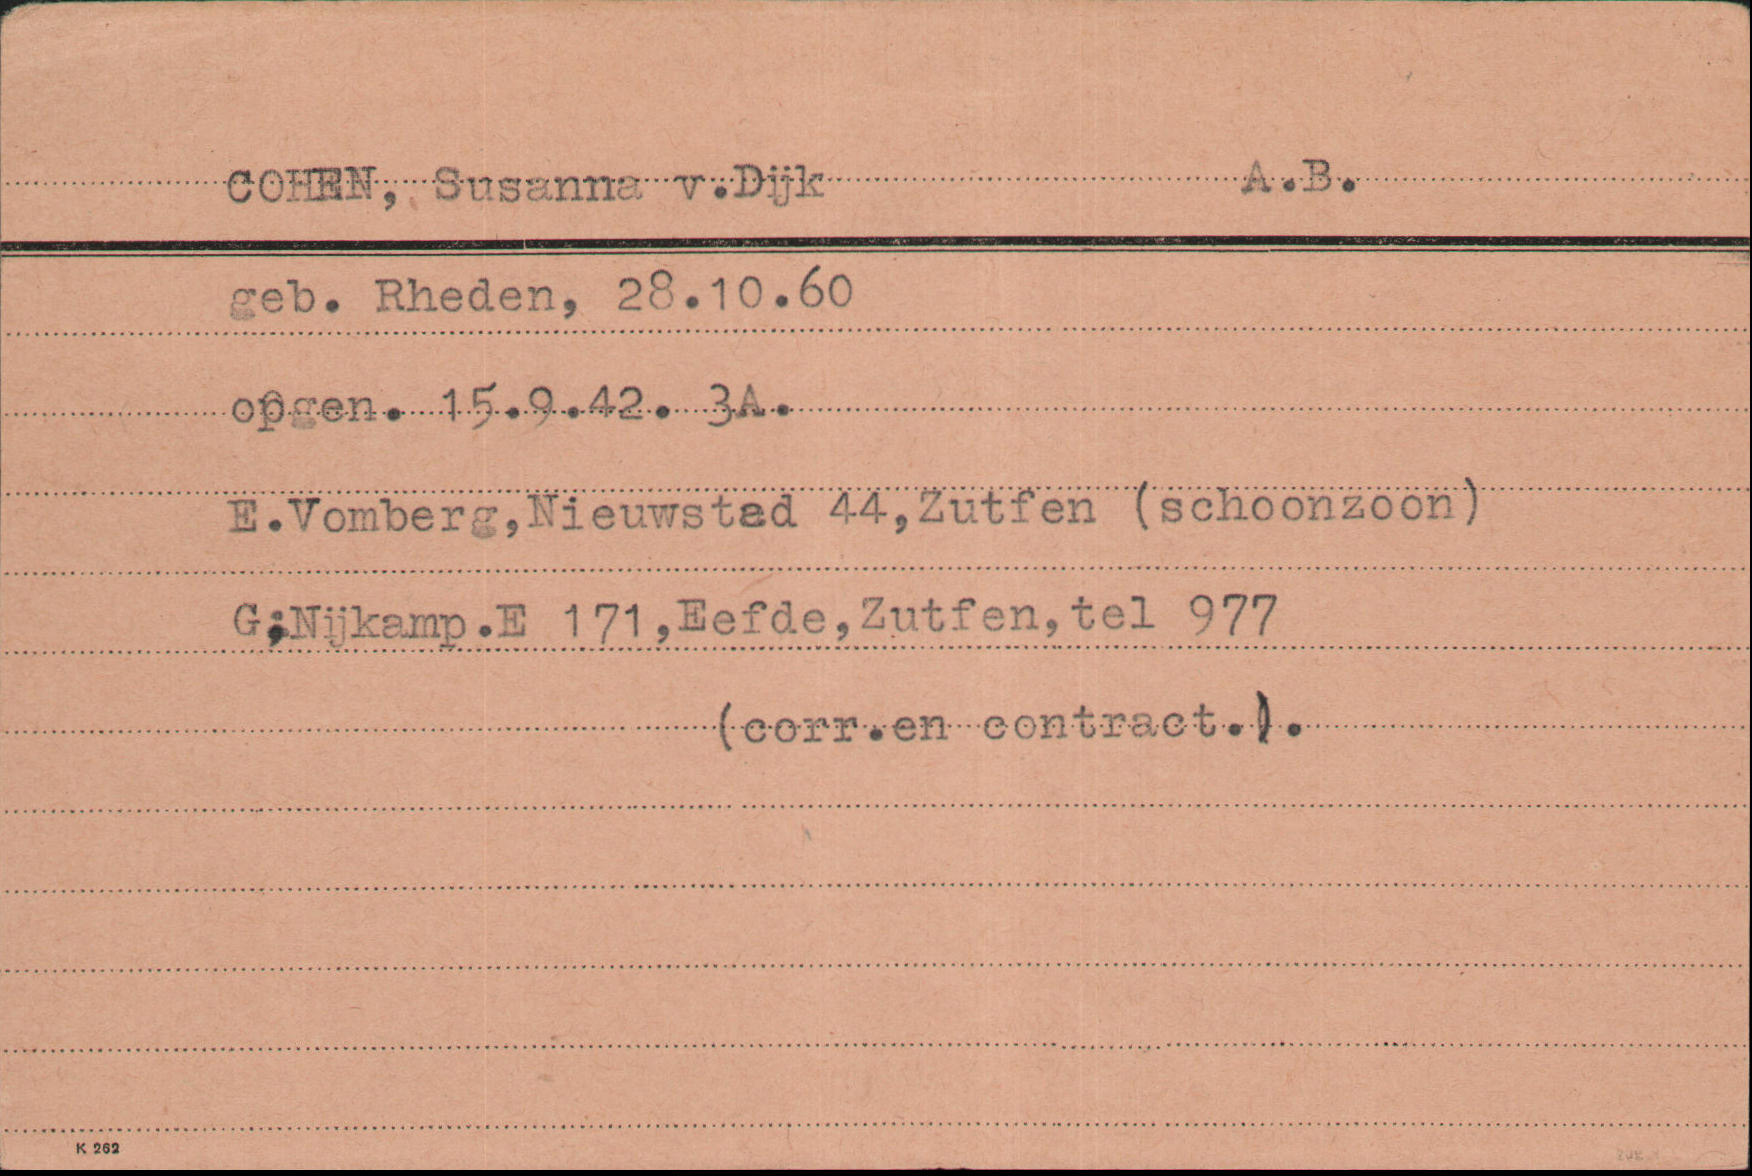 COHEN, Susanna v.Dijk A.B.
geb. Rheden, 28.10.60
opgen. 15.9.42. 3A.
E.Vomberg,Nieuwstad 44,Zutfen (schoonzoon)
G;Nijkamp.E 171,Eefde,Zutfen,tel 977
(corr.en contract.).
K 262